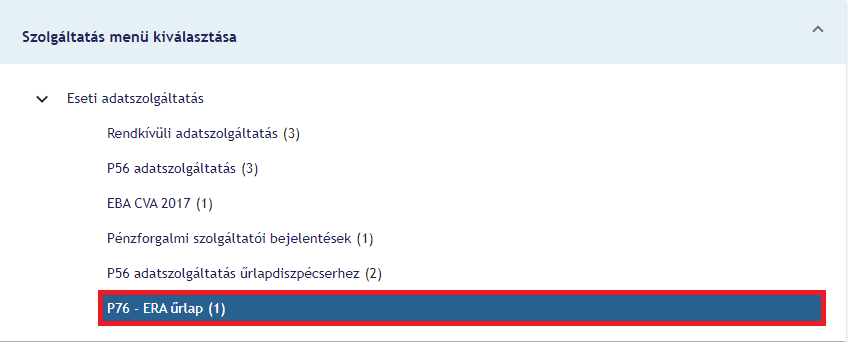 Szolgáltatás menü kiválasztása
Eseti adatszolgáltatás
Rendkívüli adatszolgáltatás (3)
P56 adatszolgáltatás (3)
EBA CVA 2017 (1)
Pénzforgalmi szolgáltatói bejelentések (1)
P56 adatszolgáltatás űrlapdiszpécserhez (2)
P76 - ERA űrlap (1)